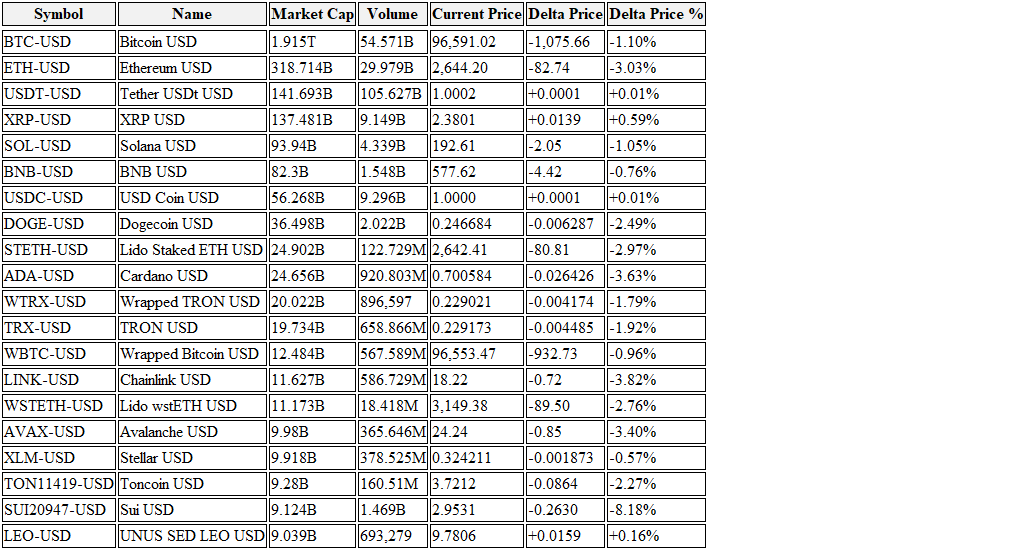 Symbol Name Market Cap Volume Current Price Delta Price Delta Price %
BTC-USD Bitcoin USD 1.915T 54.571B 96,591.02 -1,075.66 -1.10%
ETH-USD Ethereum USD 318.714B 29.979B 2,644.20 -82.74 -3.03%
USDT-USD Tether USDt USD 141.693B 105.627B 1.0002 +0.0001 +0.01%
XRP-USD XRP USD 137.481B 9.149B 2.3801 +0.0139 +0.59%
SOL-USD Solana USD 93.94B 4.339B 192.61 -2.05 -1.05%
BNB-USD BNB USD 82.3B 1.548B 577.62 -4.42 -0.76%
USDC-USD USD Coin USD 56.268B 9.296B 1.0000 +0.0001 +0.01%
DOGE-USD Dogecoin USD 36.498B 2.022B 0.246684 -0.006287 -2.49%
STETH-USD Lido Staked ETH USD 24.902B 122.729M 2,642.41 -80.81 -2.97%
ADA-USD Cardano USD 24.656B 920.803M 0.700584 -0.026426 -3.63%
WTRX-USD Wrapped TRON USD 20.022B 896,597 0.229021 -0.004174 -1.79%
TRX-USD TRON USD 19.734B 658.866M 0.229173 -0.004485 -1.92%
WBTC-USD Wrapped Bitcoin USD 12.484B 567.589M 96,553.47 -932.73 -0.96%
LINK-USD Chainlink USD 11.627B 586.729M 18.22 -0.72 -3.82%
WSTETH-USD Lido wstETH USD 11.173B 18.418M 3,149.38 -89.50 -2.76%
AVAX-USD Avalanche USD 9.98B 365.646M 24.24 -0.85 -3.40%
XLM-USD Stellar USD 9.918B 378.525M 0.324211 -0.001873 -0.57%
TON11419-USD Toncoin USD 9.28B 160.51M 3.7212 -0.0864 -2.27%
SUI20947-USD Sui USD 9.124B 1.469B 2.9531 -0.2630 -8.18%
LEO-USD UNUS SED LEO USD 9.039B 693,279 9.7806 +0.0159 +0.16%